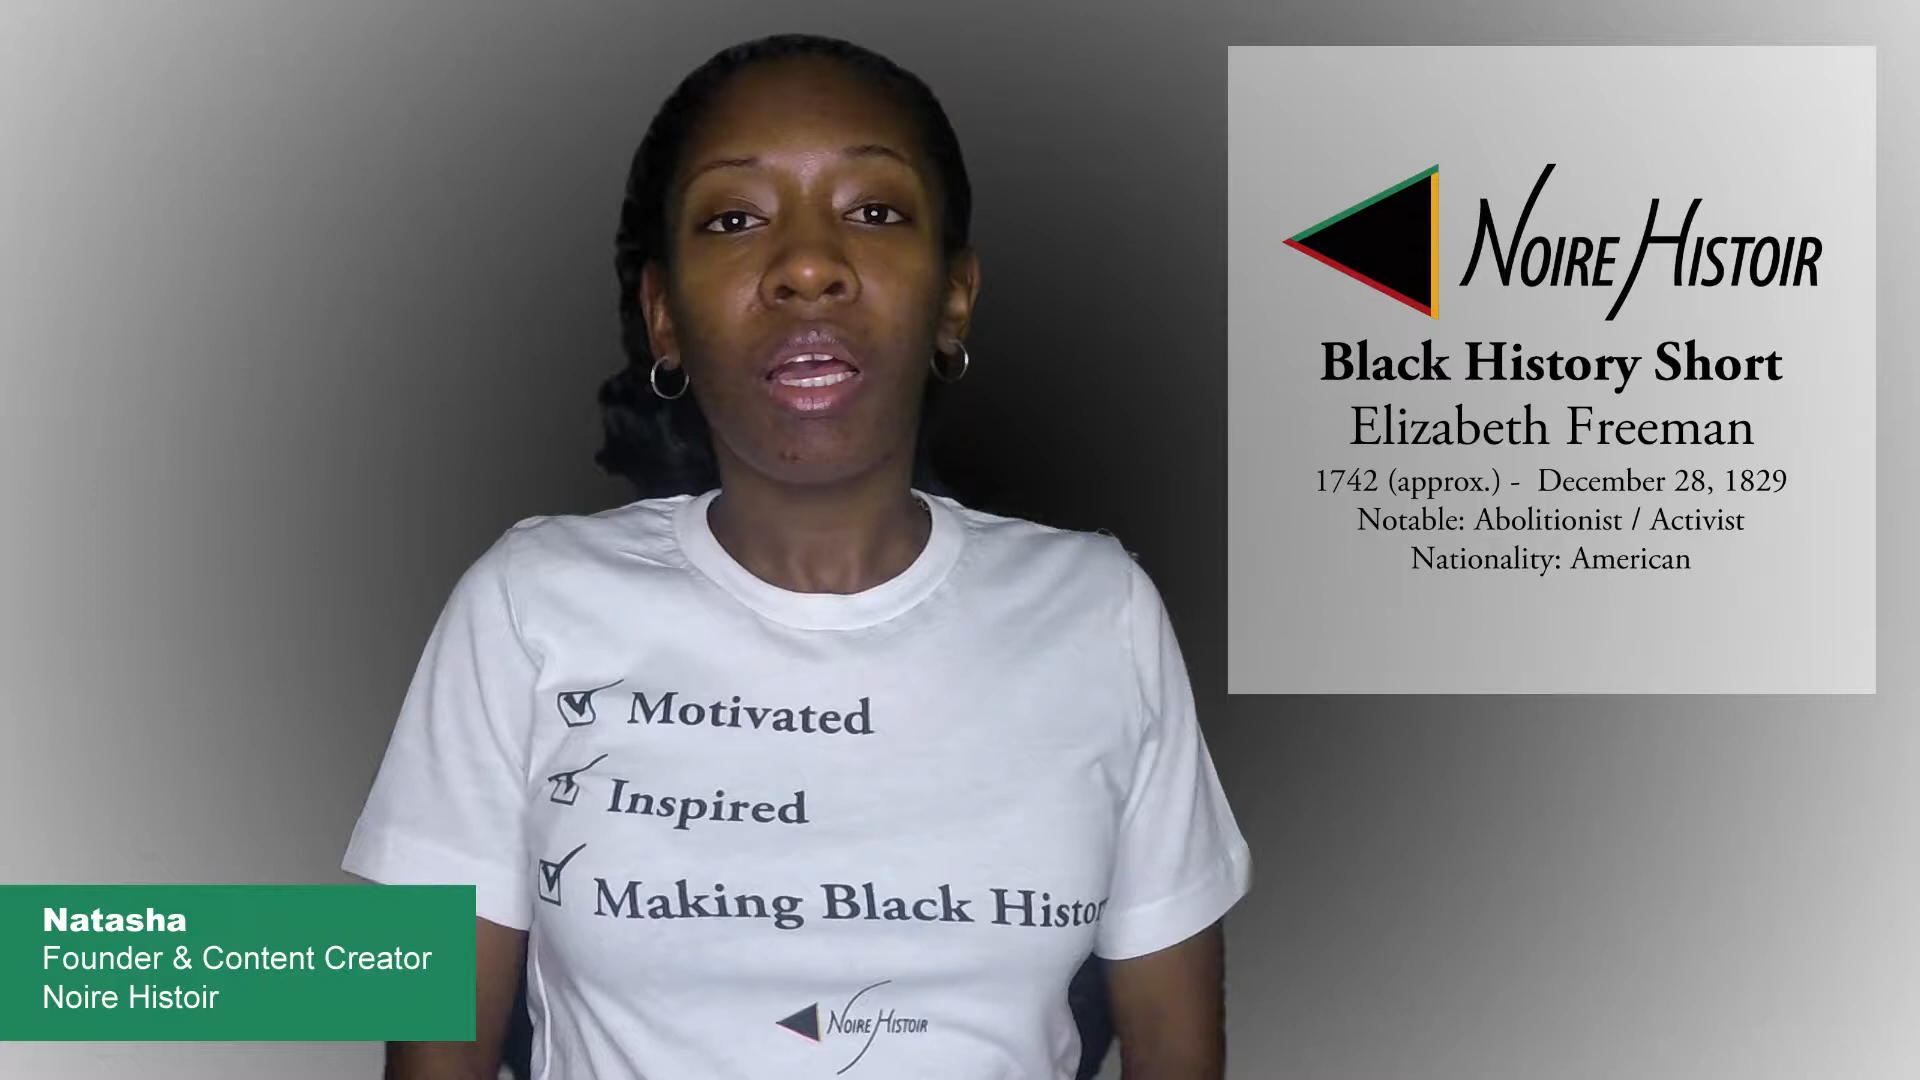 NOIRE HISTOIR
Black History Short
Elizabeth Freeman
1742 (approx.) - December 28, 1829
Notable: Abolitionist / Activist
Nationality: American
Motivated
Inspired
Making Black Histor
NOIRE HISTOIR
Natasha
Founder & Content Creator
Noire Histoir